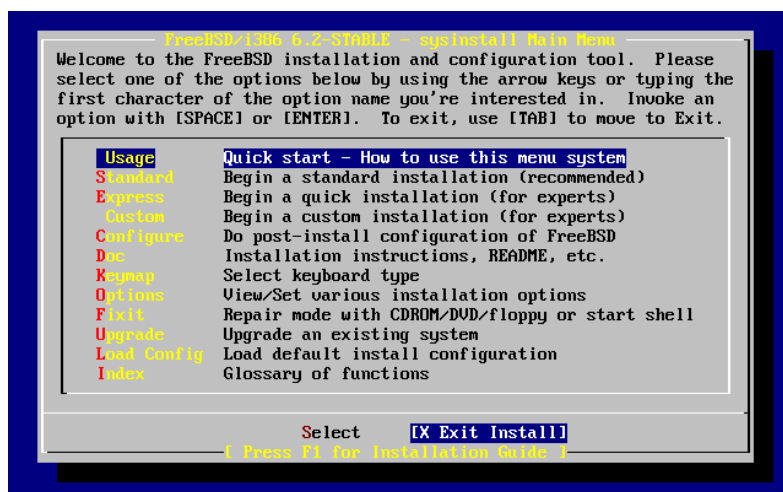 FreeBSD/i386 6.2-STABLE - sysinstall Main Menu
Welcome to the FreeBSD installation and configuration tool.  Please
select one of the options below by using the arrow keys or typing the
first character of the option name you're interested in.  Invoke an
option with [SPACE] or [ENTER].  To exit, use [TAB] to move to Exit.
Usage Quick start - How to use this menu system
Standard Begin a standard installation (recommended)
Express Begin a quick installation (for experts)
Custom Begin a custom installation (for experts)
Configure Do post-install configuration of FreeBSD
Doc Installation instructions, README, etc.
Keymap Select keyboard type
Options View/Set various installation options
Fixit Repair mode with CDROM/DVD/floppy or start shell
Upgrade Upgrade an existing system
Load Config Load default install configuration
Index Glossary of functions
Select [X Exit Install]
[ Press F1 for Installation Guide ]